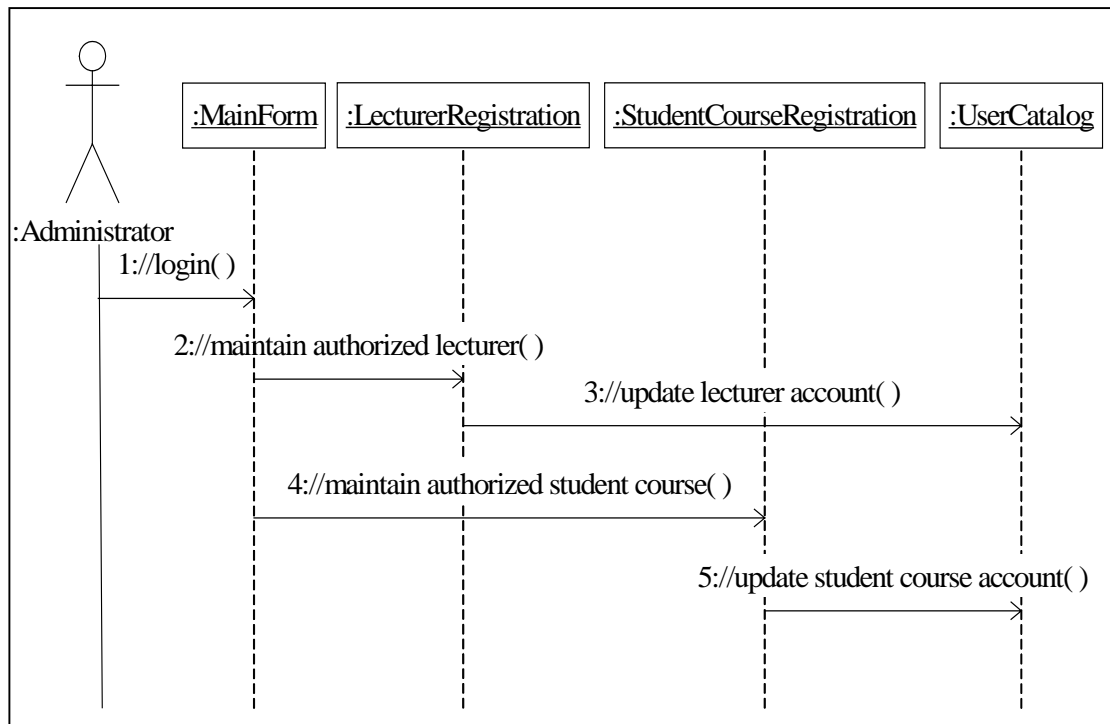 :MainForm
:LecturerRegistration
:StudentCourseRegistration
:UserCatalog
:Administrator
1://login( )
2://maintain authorized lecturer( )
3://update lecturer account( )
4://maintain authorized student course( )
5://update student course account( )